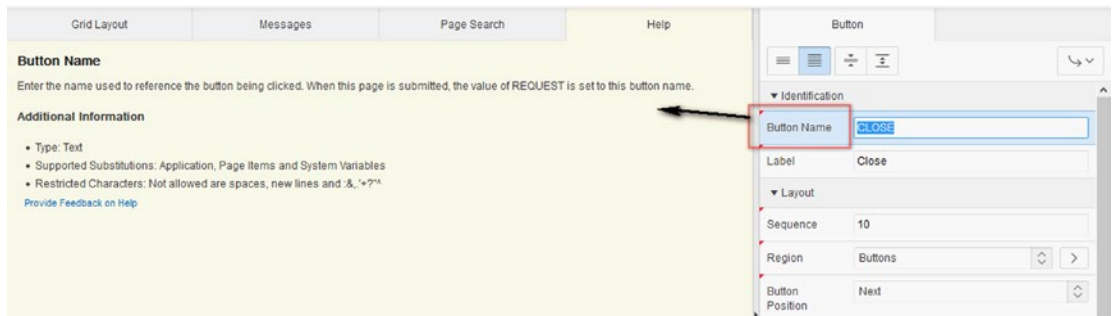 Grid Layout
Messages
Page Search
Help
Button Name
Enter the name used to reference the button being clicked. When this page is submitted, the value of REQUEST is set to this button name.
Additional Information
• Type: Text
• Supported Substitutions: Application, Page Items and System Variables
• Restricted Characters: Not allowed are spaces, new lines and :&,.'+?"^
Provide Feedback on Help
Button
▼ Identification
Button Name CLOSE
Label Close
▼ Layout
Sequence 10
Region Buttons
Button Next
Position